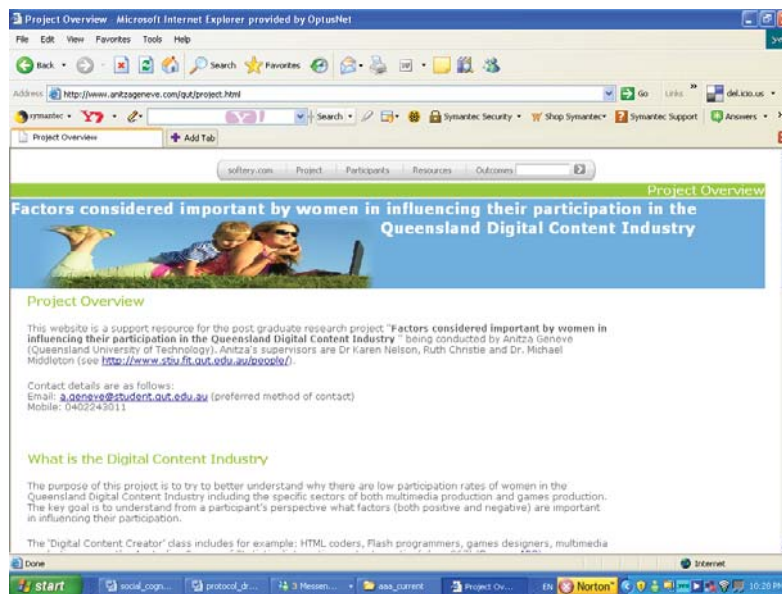 Project Overview - Microsoft Internet Explorer provided by OptusNet
File Edit View Favorites Tools Help
Back Search Favorites
Address http://www.anitzageneve.com/qut/project.html Go Links del.icio.us
symantec Search Symantec Security Shop Symantec Symantec Support Answers
Project Overview Add Tab
softery.com Project Participants Resources Outcomes
Project Overview
Factors considered important by women in influencing their participation in the
Queensland Digital Content Industry
Project Overview
This website is a support resource for the post graduate research project "Factors considered important by women in
influencing their participation in the Queensland Digital Content Industry " being conducted by Anitza Geneve
(Queensland University of Technology). Anitza's supervisors are Dr Karen Nelson, Ruth Christie and Dr. Michael
Middleton (see http://www.stiu.fit.qut.edu.au/people/).
Contact details are as follows:
Email: a.geneve@student.qut.edu.au (preferred method of contact)
Mobile: 0402243011
What is the Digital Content Industry
The purpose of this project is to try to better understand why there are low participation rates of women in the
Queensland Digital Content Industry including the specific sectors of both multimedia production and games production.
The key goal is to understand from a participant's perspective what factors (both positive and negative) are important
in influencing their participation.
The 'Digital Content Creator' class includes for example: HTML coders, Flash programmers, games designers, multimedia
Done Internet
start social_cogn... protocol_dr... 3 Messen... aaa_current Project Ov... EN Norton 10:20 PM